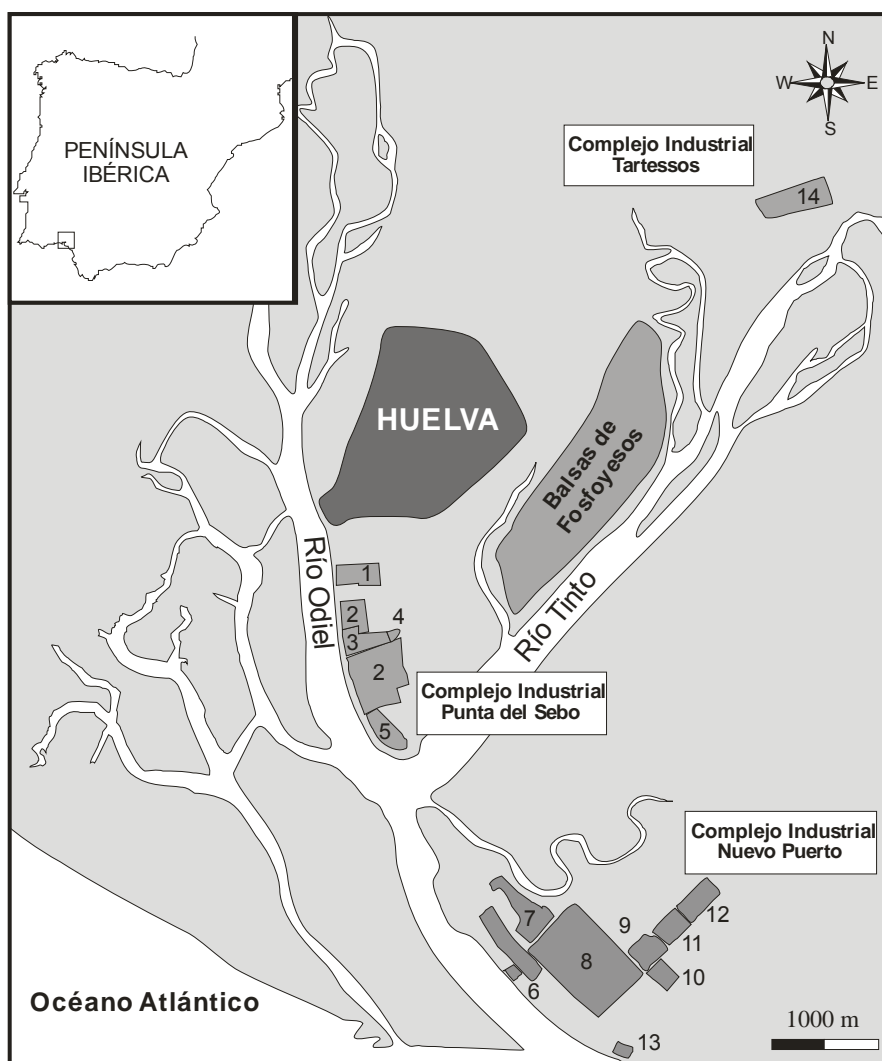 PENÍNSULA
IBÉRICA
N
W
E
S
Complejo Industrial
Tartessos
14
HUELVA
Balsas de
Fosfoyesos
Río Odiel
Río Tinto
1
2
4
3
2
5
Complejo Industrial
Punta del Sebo
Complejo Industrial
Nuevo Puerto
7
9
12
11
8
10
6
13
Océano Atlántico
1000 m